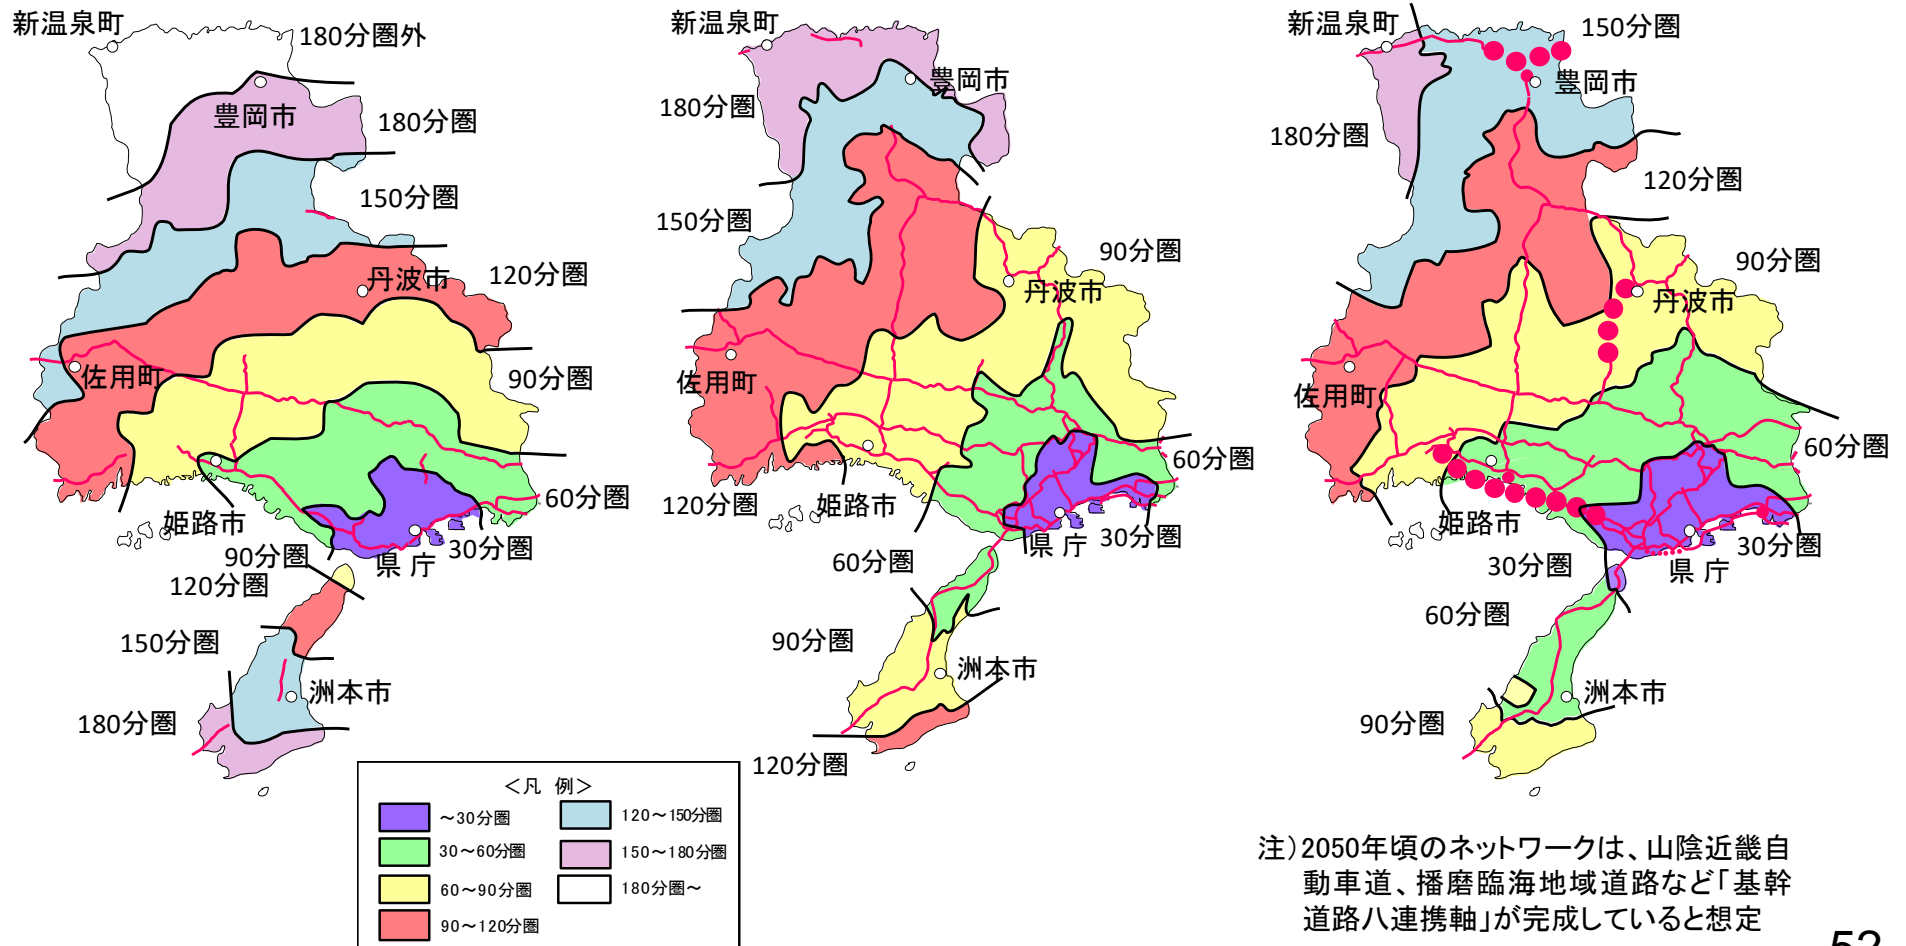 新温泉町
180分圏外
豊岡市
180分圏
150分圏
120分圏
丹波市
佐用町
90分圏
60分圏
姫路市
90分圏
30分圏
県 庁
120分圏
150分圏
洲本市
180分圏
新温泉町
豊岡市
180分圏
150分圏
90分圏
丹波市
佐用町
60分圏
120分圏
姫路市
30分圏
県 庁
60分圏
90分圏
洲本市
120分圏
新温泉町
150分圏
豊岡市
180分圏
120分圏
90分圏
丹波市
佐用町
60分圏
姫路市
30分圏
30分圏
県 庁
60分圏
洲本市
90分圏
＜凡 例＞
～30分圏
30～60分圏
60～90分圏
90～120分圏
120～150分圏
150～180分圏
180分圏～
注）2050年頃のネットワークは、山陰近畿自
動車道、播磨臨海地域道路など「基幹
道路八連携軸」が完成していると想定
52